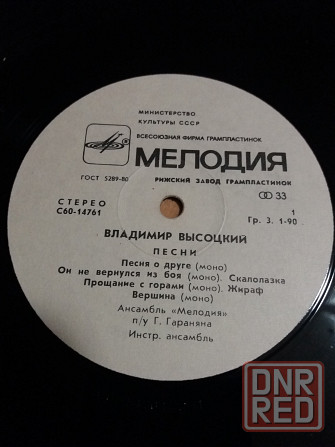 МИНИСТЕРСТВО
КУЛЬТУРЫ СССР
ВСЕСОЮЗНАЯ ФИРМА ГРАМПЛАСТИНОК
МЕЛОДИЯ
ГОСТ 5289-80
РИЖСКИЙ ЗАВОД ГРАМПЛАСТИНОК
СТЕРЕО
33
С60-14761
1
Гр. 3. 1-90
ВЛАДИМИР ВЫСОЦКИЙ
ПЕСНИ
Песня о друге (моно)
Он не вернулся из боя (моно). Скалолазка
Прощание с горами (моно). Жираф
Вершина (моно)
Ансамбль «Мелодия»
п/у Г. Гараняна
Инстр. ансамбль
DNR
RED